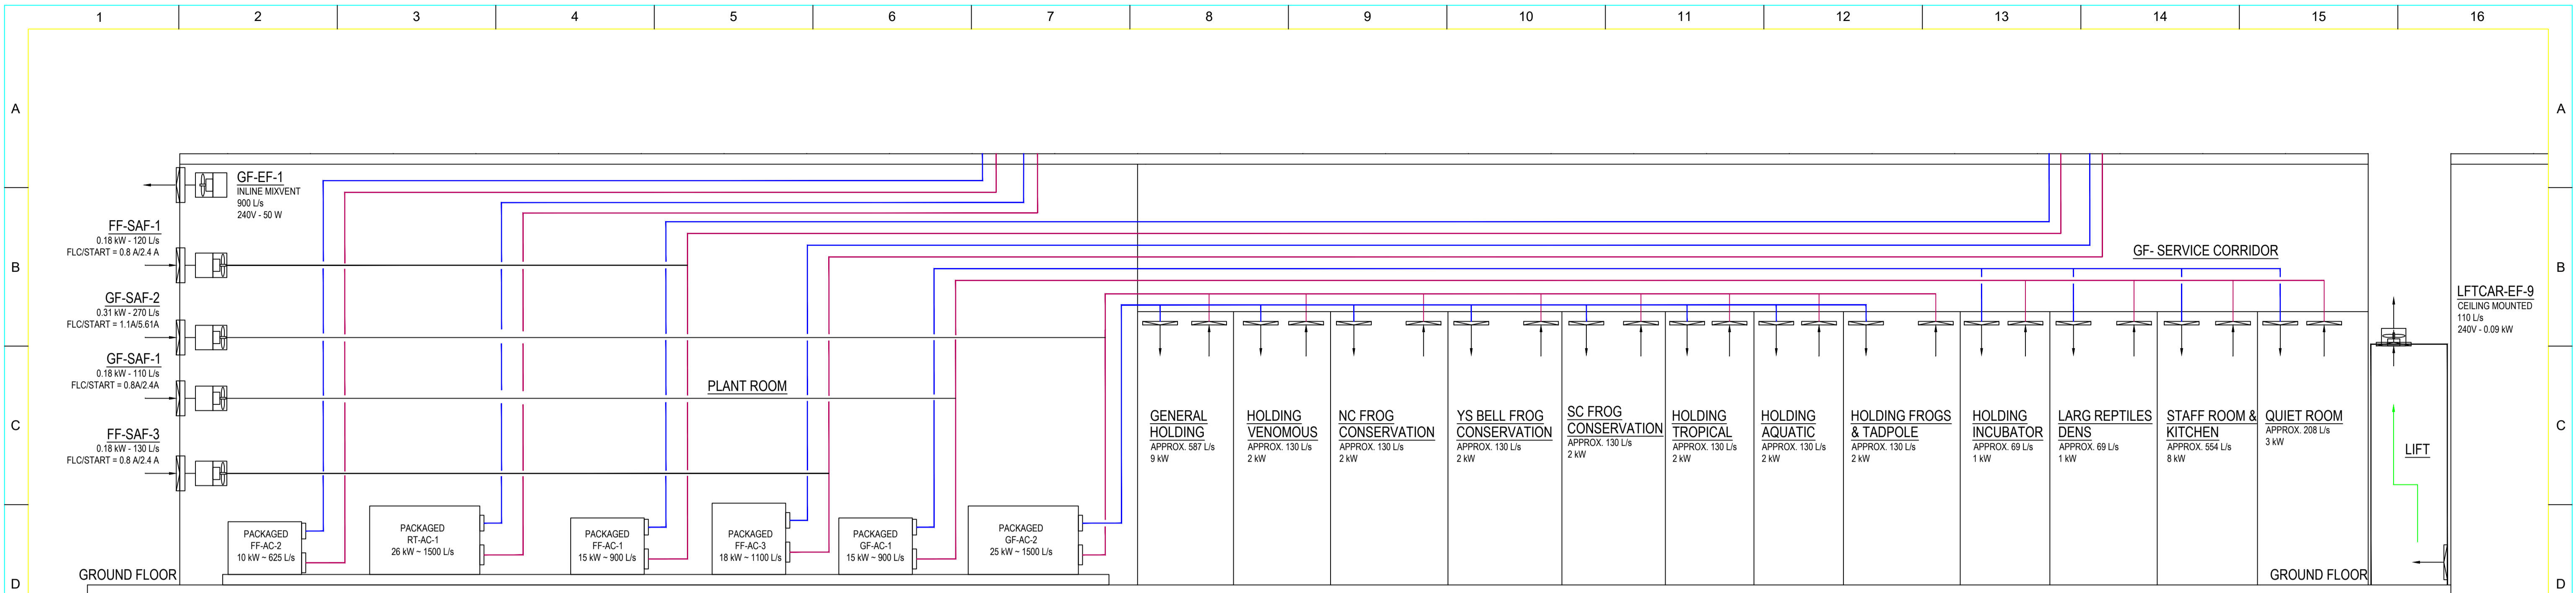 1 2 3 4 5 6 7 8 9 10 11 12 13 14 15 16
A A
B B
C C
D D
GF-EF-1
INLINE MIXVENT
900 L/s
240V - 50 W
FF-SAF-1
0.18 kW - 120 L/s
FLC/START = 0.8 A/2.4 A
GF-SAF-2
0.31 kW - 270 L/s
FLC/START = 1.1A/5.61A
GF-SAF-1
0.18 kW - 110 L/s
FLC/START = 0.8A/2.4A
FF-SAF-3
0.18 kW - 130 L/s
FLC/START = 0.8 A/2.4 A
PLANT ROOM
GF- SERVICE CORRIDOR
LFTCAR-EF-9
CEILING MOUNTED
110 L/s
240V - 0.09 kW
GENERAL
HOLDING
APPROX. 587 L/s
9 kW
HOLDING
VENOMOUS
APPROX. 130 L/s
2 kW
NC FROG
CONSERVATION
APPROX. 130 L/s
2 kW
YS BELL FROG
CONSERVATION
APPROX. 130 L/s
2 kW
SC FROG
CONSERVATION
APPROX. 130 L/s
2 kW
HOLDING
TROPICAL
APPROX. 130 L/s
2 kW
HOLDING
AQUATIC
APPROX. 130 L/s
2 kW
HOLDING FROGS
& TADPOLE
APPROX. 130 L/s
2 kW
HOLDING
INCUBATOR
APPROX. 69 L/s
1 kW
LARG REPTILES
DENS
APPROX. 69 L/s
1 kW
STAFF ROOM &
KITCHEN
APPROX. 554 L/s
8 kW
QUIET ROOM
APPROX. 208 L/s
3 kW
LIFT
PACKAGED
FF-AC-2
10 kW ~ 625 L/s
PACKAGED
RT-AC-1
26 kW ~ 1500 L/s
PACKAGED
FF-AC-1
15 kW ~ 900 L/s
PACKAGED
FF-AC-3
18 kW ~ 1100 L/s
PACKAGED
GF-AC-1
15 kW ~ 900 L/s
PACKAGED
GF-AC-2
25 kW ~ 1500 L/s
GROUND FLOOR
GROUND FLOOR